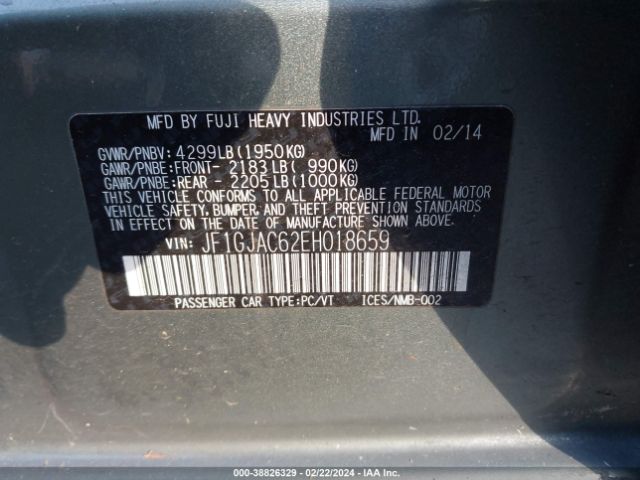 MFD BY FUJI HEAVY INDUSTRIES LTD.
MFD IN 02/14
GVWR/PNBV: 4299LB(1950KG)
GAWR/PNBE:FRONT- 2183LB( 990KG)
GAWR/PNBE:REAR - 2205LB(1000KG)
THIS VEHICLE CONFORMS TO ALL APPLICABLE FEDERAL MOTOR
VEHICLE SAFETY, BUMPER, AND THEFT PREVENTION STANDARDS
IN EFFECT ON THE DATE OF MANUFACTURE SHOWN ABOVE.
VIN: JF1GJAC62EH018659
PASSENGER CAR TYPE:PC/VT ICES/NMB-002
000-38826329 - 02/22/2024 - IAA Inc.